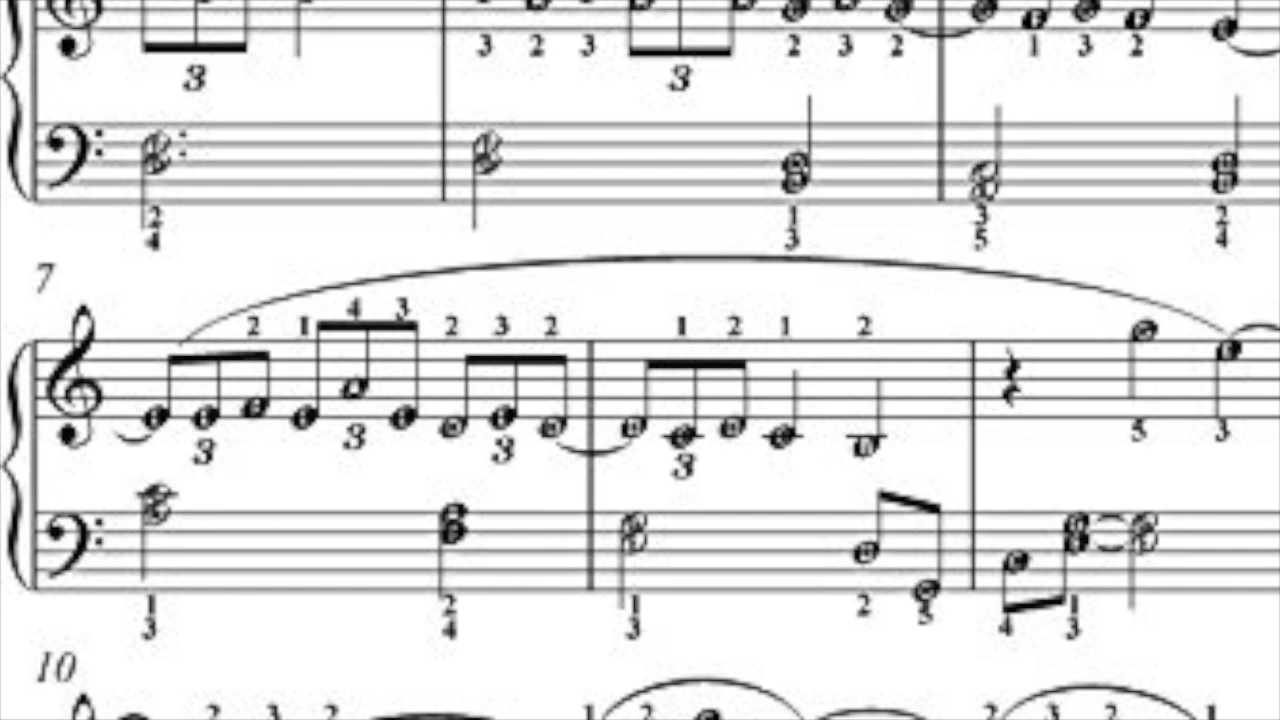 3
3 2 3 2 3 2 1 3 2
3
2 1 3 2
4 3 5 4
7
2 1 4 3 2 3 2 1 2 1 2
3 3 3 3 5 3
1 2 1 2 5 4 1
3 4 3 3
10
2 3 2 1 2 2 3 2 1